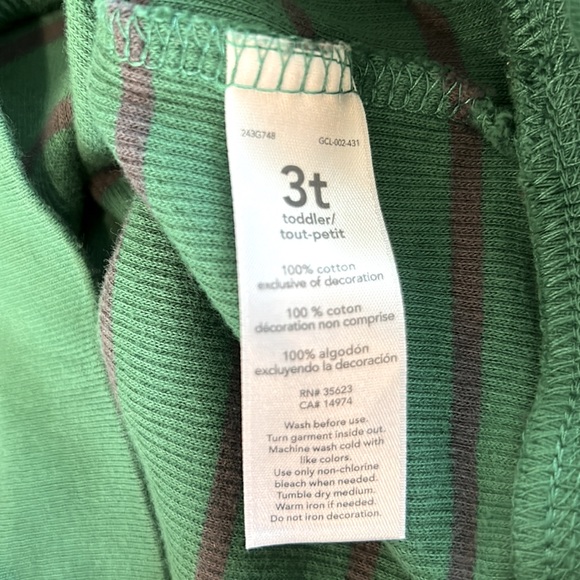 243G748 GCL-002-431
3t
toddler/
tout-petit
100% cotton
exclusive of decoration
100 % coton
décoration non comprise
100% algodón
excluyendo la decoración
RN# 35623
CA# 14974
Wash before use.
Turn garment inside out.
Machine wash cold with
like colors.
Use only non-chlorine
bleach when needed.
Tumble dry medium.
Warm iron if needed.
Do not iron decoration.